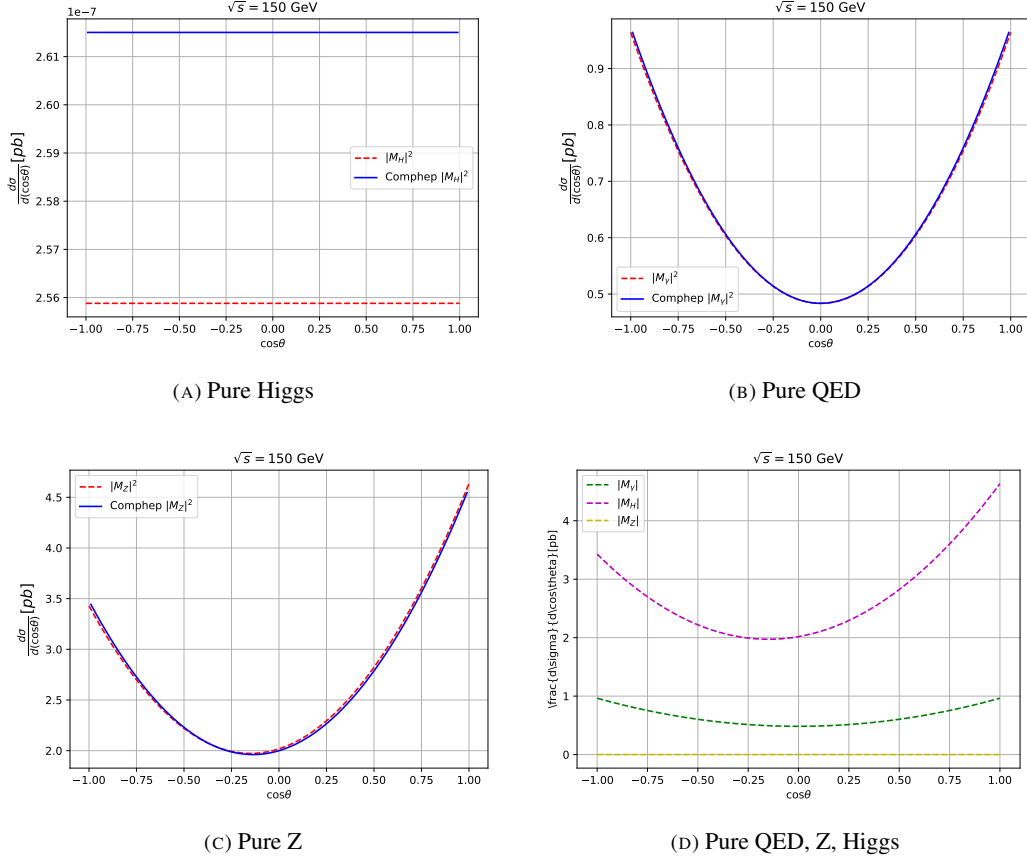 √s = 150 GeV
1e−7
2.61
2.60
2.59
2.58
2.57
2.56
dσ/d(cosθ) [pb]
|M_H|²
Comphep |M_H|²
−1.00 −0.75 −0.50 −0.25 0.00 0.25 0.50 0.75 1.00
cosθ
(A) Pure Higgs
√s = 150 GeV
0.9
0.8
0.7
0.6
0.5
dσ/d(cosθ) [pb]
|M_γ|²
Comphep |M_γ|²
−1.00 −0.75 −0.50 −0.25 0.00 0.25 0.50 0.75 1.00
cosθ
(B) Pure QED
√s = 150 GeV
|M_Z|²
Comphep |M_Z|²
4.5
4.0
3.5
3.0
2.5
2.0
dσ/d(cosθ) [pb]
−1.00 −0.75 −0.50 −0.25 0.00 0.25 0.50 0.75 1.00
cosθ
(C) Pure Z
√s = 150 GeV
|M_γ|
|M_H|
|M_Z|
4
3
2
1
0
\frac{d\sigma}{d\cos\theta}[pb]
−1.00 −0.75 −0.50 −0.25 0.00 0.25 0.50 0.75 1.00
cosθ
(D) Pure QED, Z, Higgs